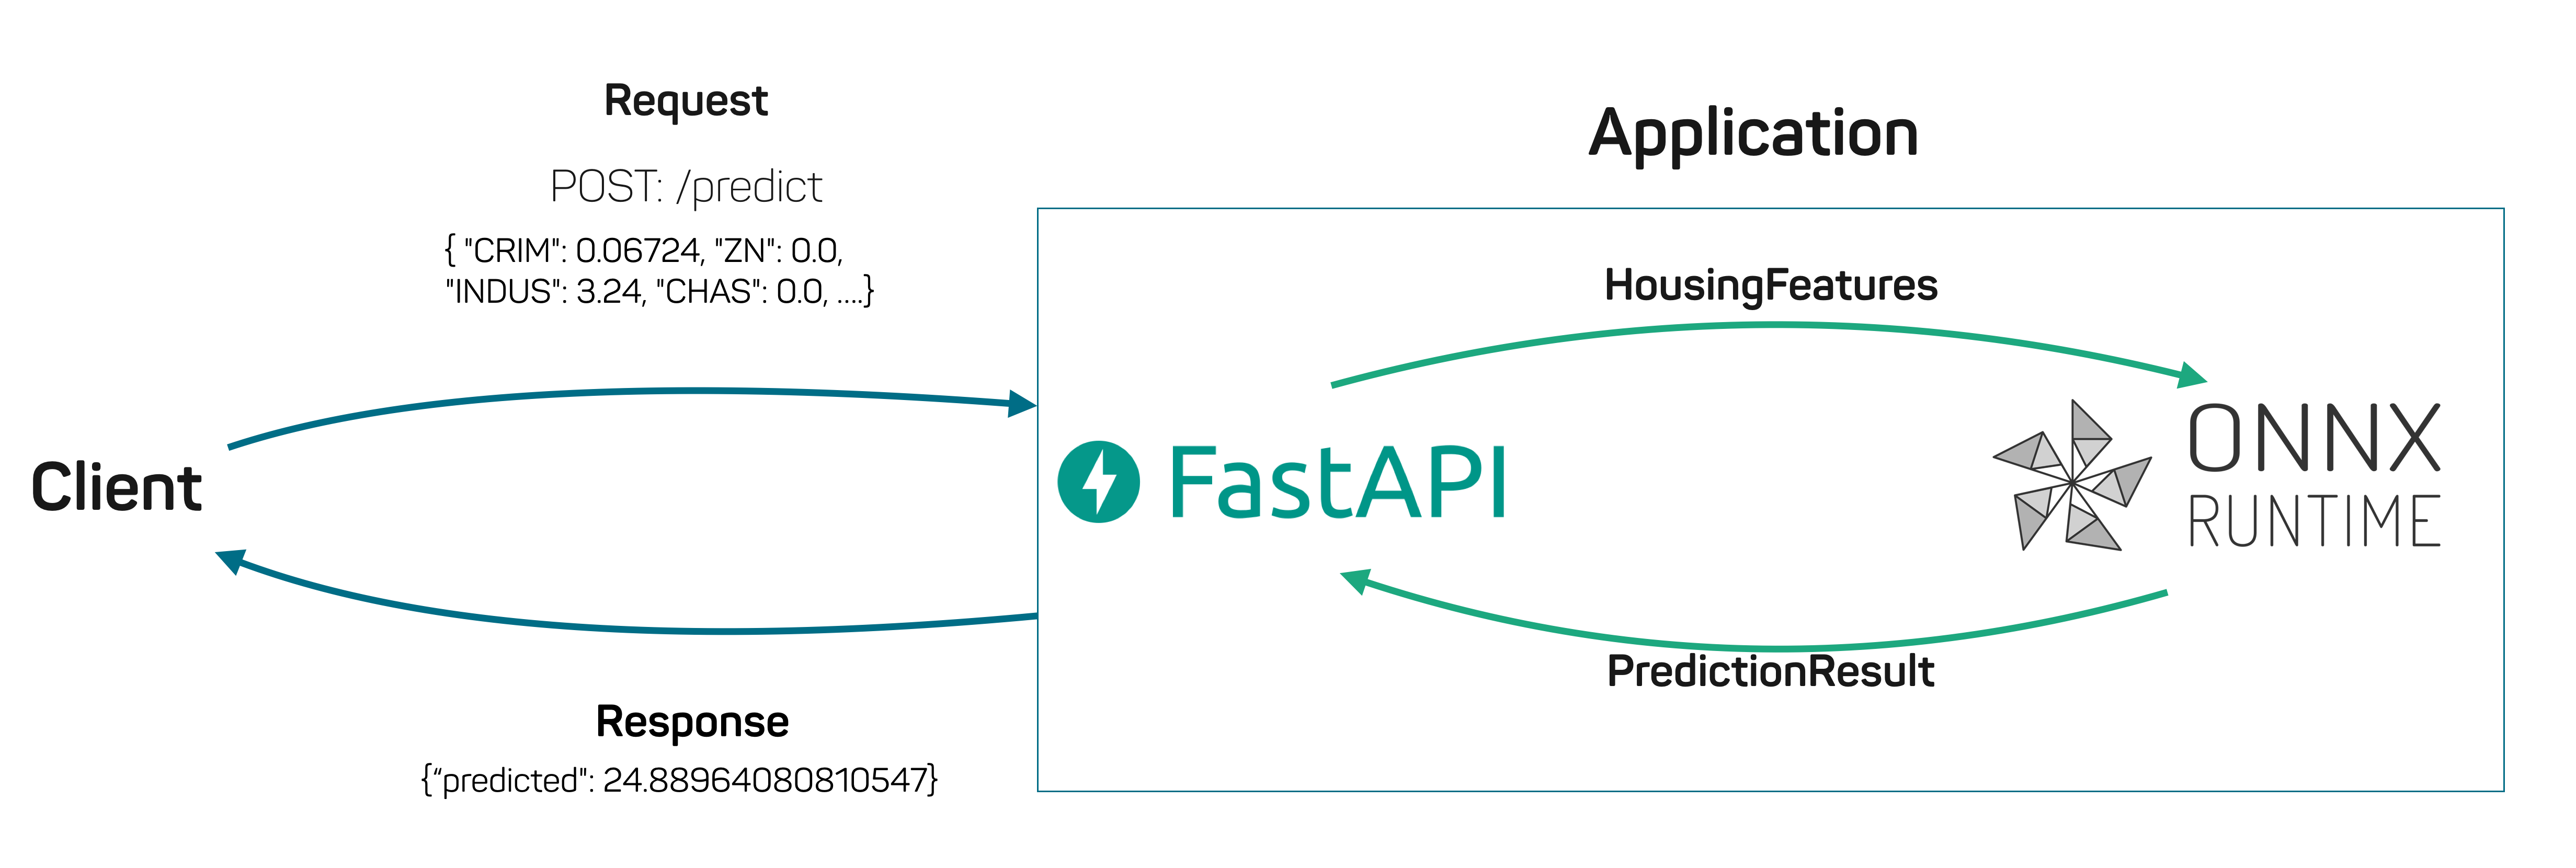 Request
POST: /predict
{ "CRIM": 0.06724, "ZN": 0.0,
"INDUS": 3.24, "CHAS": 0.0, ....}
Application
HousingFeatures
Client
FastAPI
ONNX
RUNTIME
PredictionResult
Response
{“predicted": 24.88964080810547}